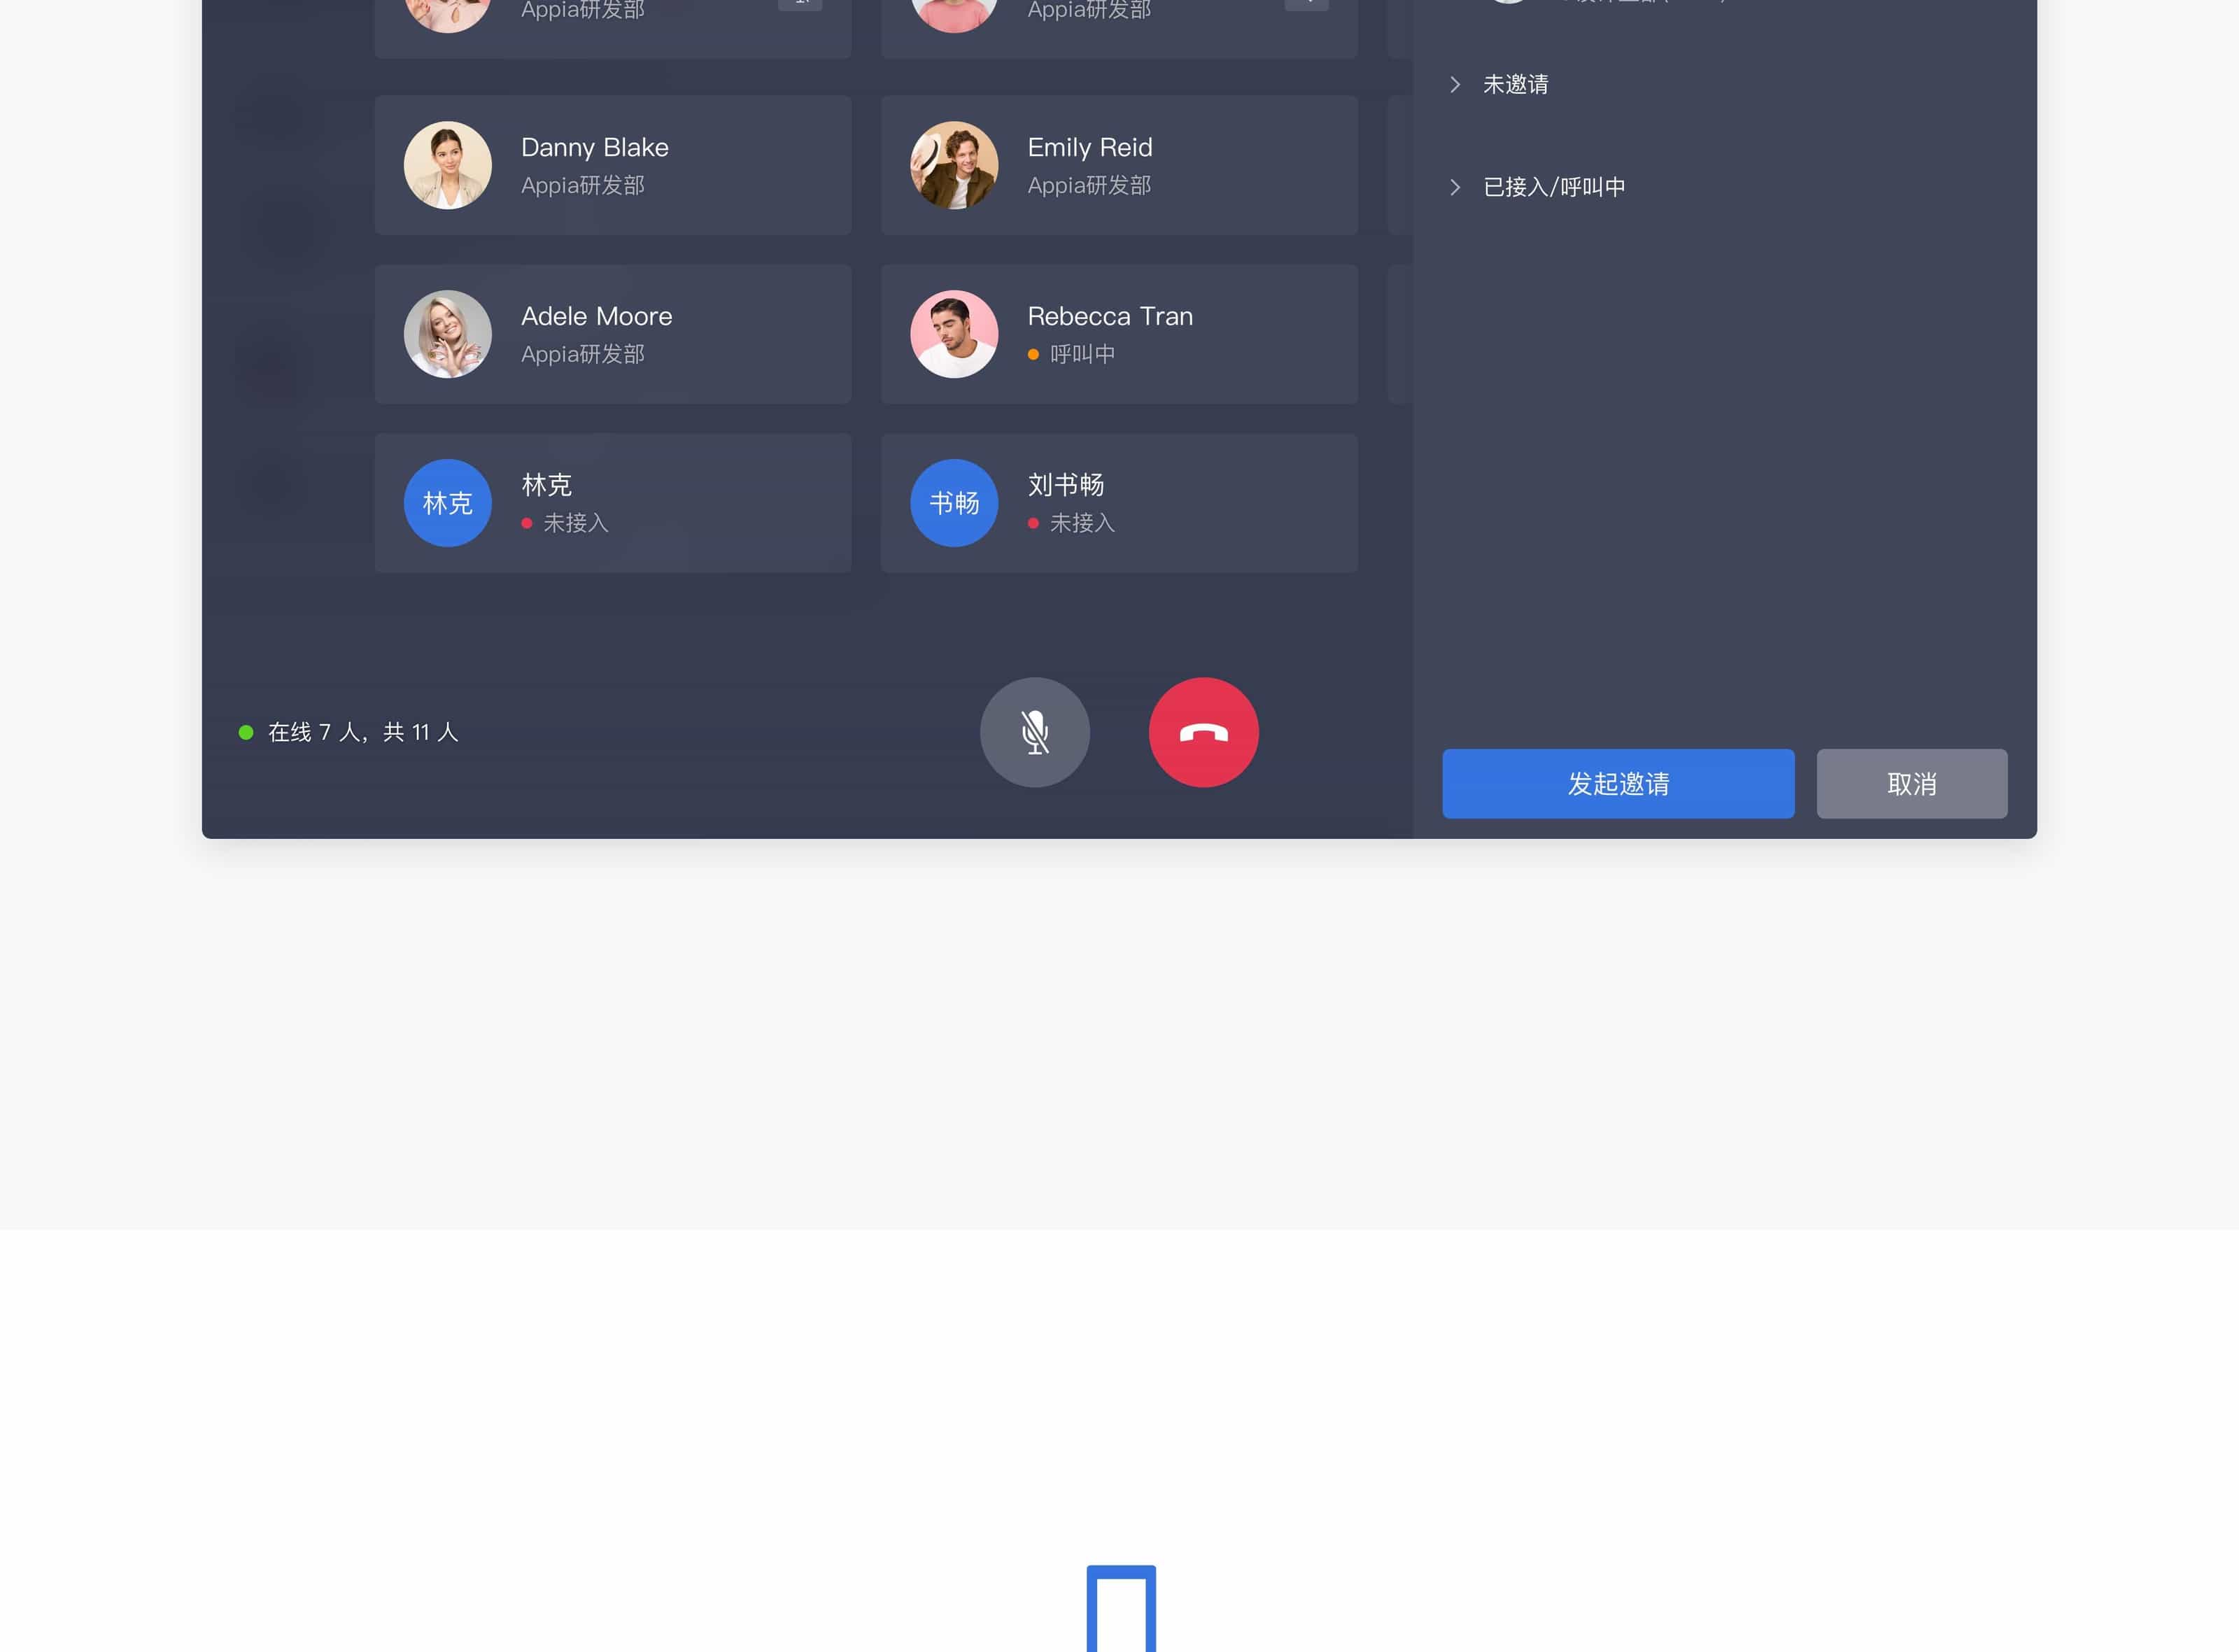 Appia研发部
Appia研发部
未邀请
Danny Blake
Appia研发部
Emily Reid
Appia研发部
已接入/呼叫中
Adele Moore
Appia研发部
Rebecca Tran
呼叫中
林克
林克
未接入
书畅
刘书畅
未接入
在线 7 人，共 11 人
发起邀请
取消